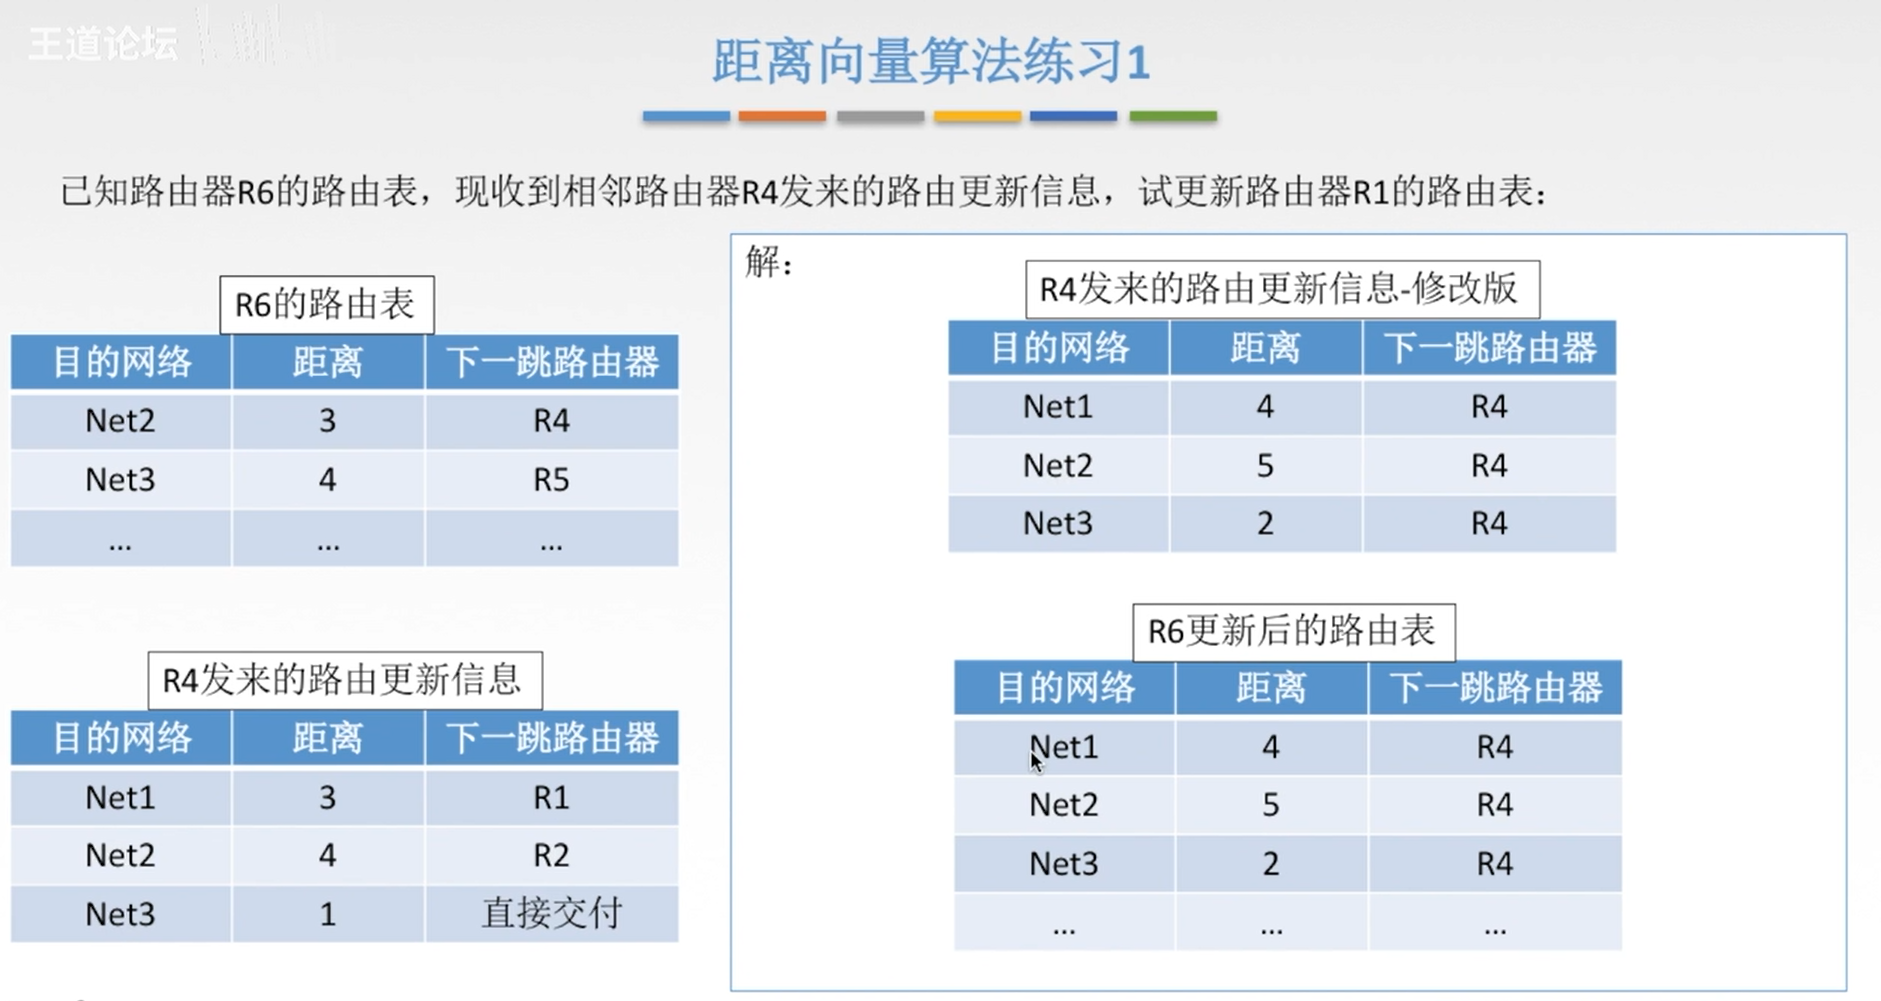 王道论坛
距离向量算法练习1
已知路由器R6的路由表，现收到相邻路由器R4发来的路由更新信息，试更新路由器R1的路由表：
R6的路由表
目的网络 距离 下一跳路由器
Net2 3 R4
Net3 4 R5
... ... ...
R4发来的路由更新信息
目的网络 距离 下一跳路由器
Net1 3 R1
Net2 4 R2
Net3 1 直接交付
解：
R4发来的路由更新信息-修改版
目的网络 距离 下一跳路由器
Net1 4 R4
Net2 5 R4
Net3 2 R4
R6更新后的路由表
目的网络 距离 下一跳路由器
Net1 4 R4
Net2 5 R4
Net3 2 R4
... ... ...